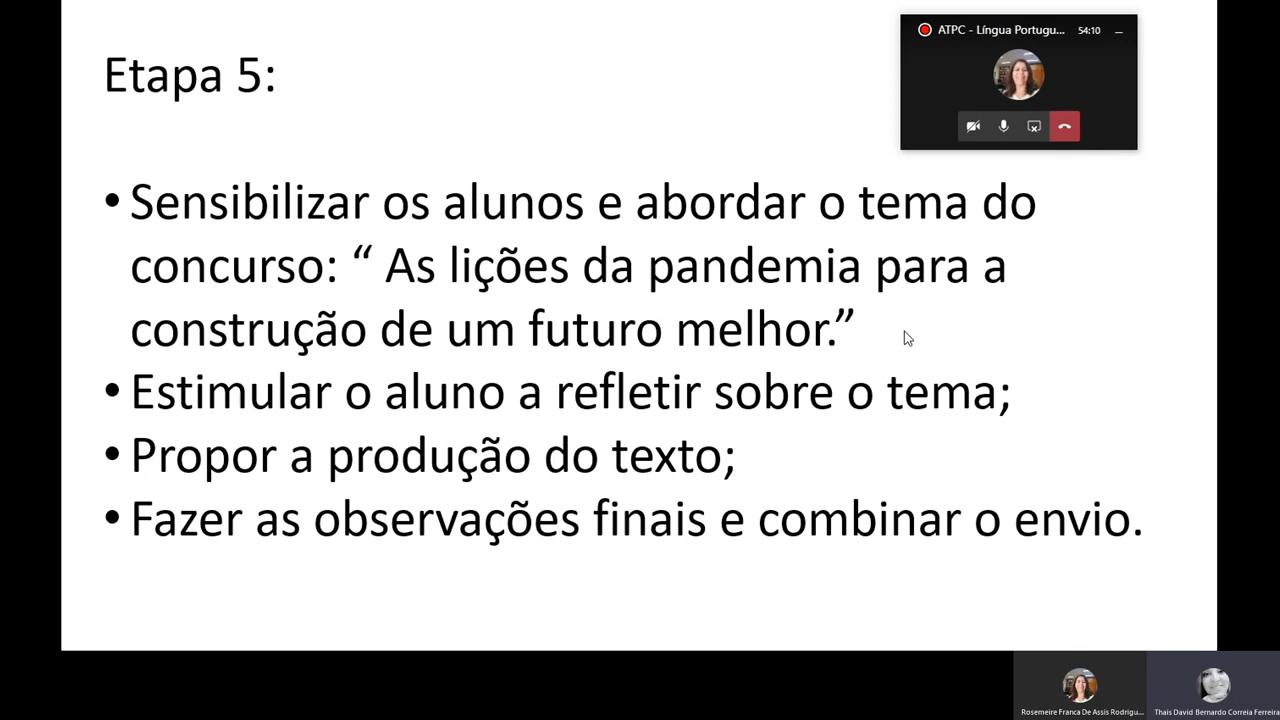 Etapa 5:
ATPC - Língua Portugu...
54:10
• Sensibilizar os alunos e abordar o tema do
concurso: “ As lições da pandemia para a
construção de um futuro melhor.”
• Estimular o aluno a refletir sobre o tema;
• Propor a produção do texto;
• Fazer as observações finais e combinar o envio.
Rosemeire Franca De Assis Rodrigu...
Thais David Bernardo Correia Ferreira